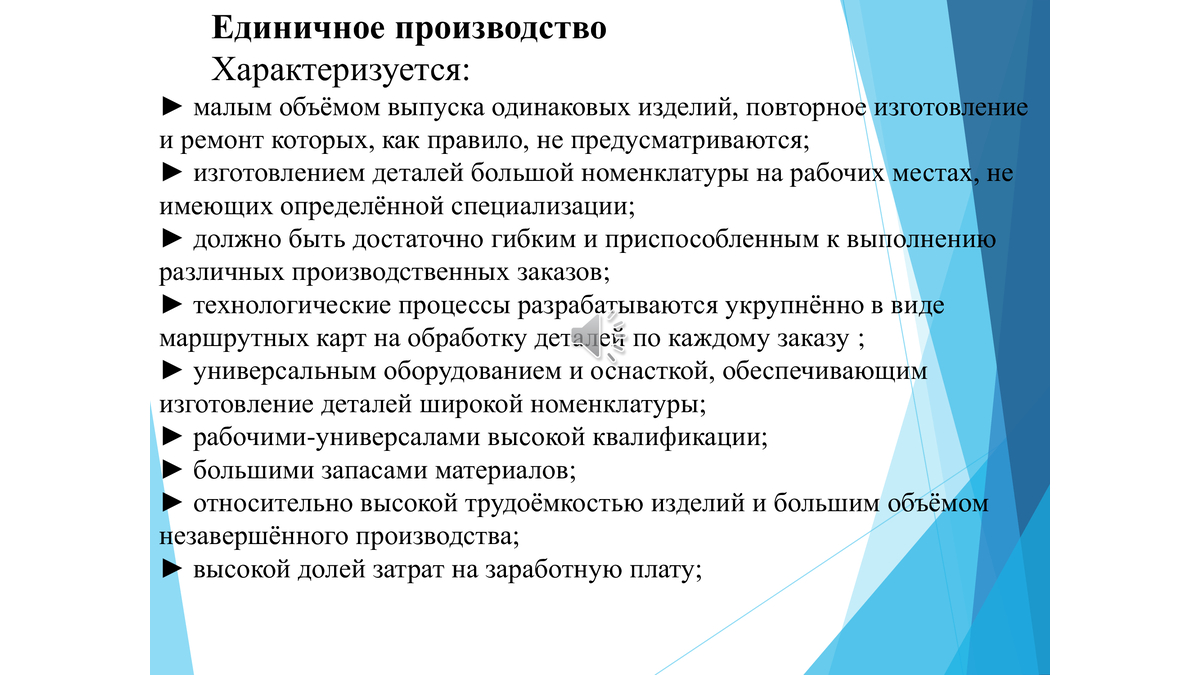 Единичное производство
Характеризуется:
► малым объёмом выпуска одинаковых изделий, повторное изготовление
и ремонт которых, как правило, не предусматриваются;
► изготовлением деталей большой номенклатуры на рабочих местах, не
имеющих определённой специализации;
► должно быть достаточно гибким и приспособленным к выполнению
различных производственных заказов;
► технологические процессы разрабатываются укрупнённо в виде
маршрутных карт на обработку деталей по каждому заказу ;
► универсальным оборудованием и оснасткой, обеспечивающим
изготовление деталей широкой номенклатуры;
► рабочими-универсалами высокой квалификации;
► большими запасами материалов;
► относительно высокой трудоёмкостью изделий и большим объёмом
незавершённого производства;
► высокой долей затрат на заработную плату;